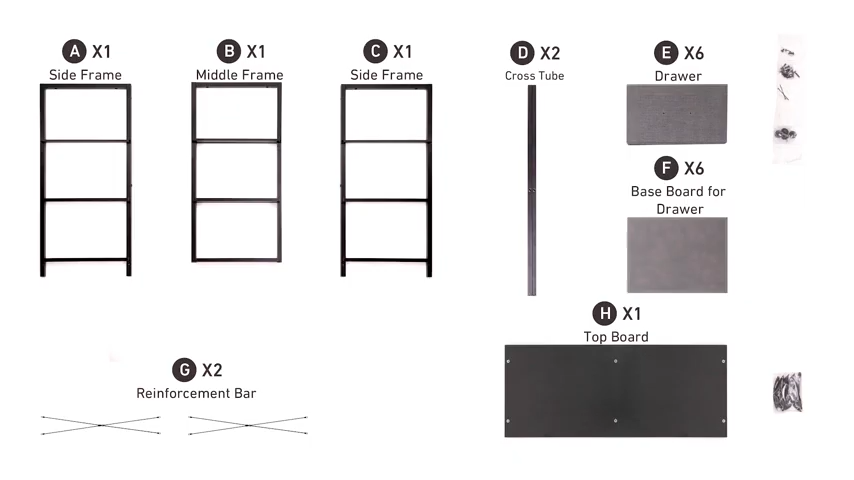 A X1
Side Frame
B X1
Middle Frame
C X1
Side Frame
D X2
Cross Tube
E X6
Drawer
F X6
Base Board for
Drawer
G X2
Reinforcement Bar
H X1
Top Board